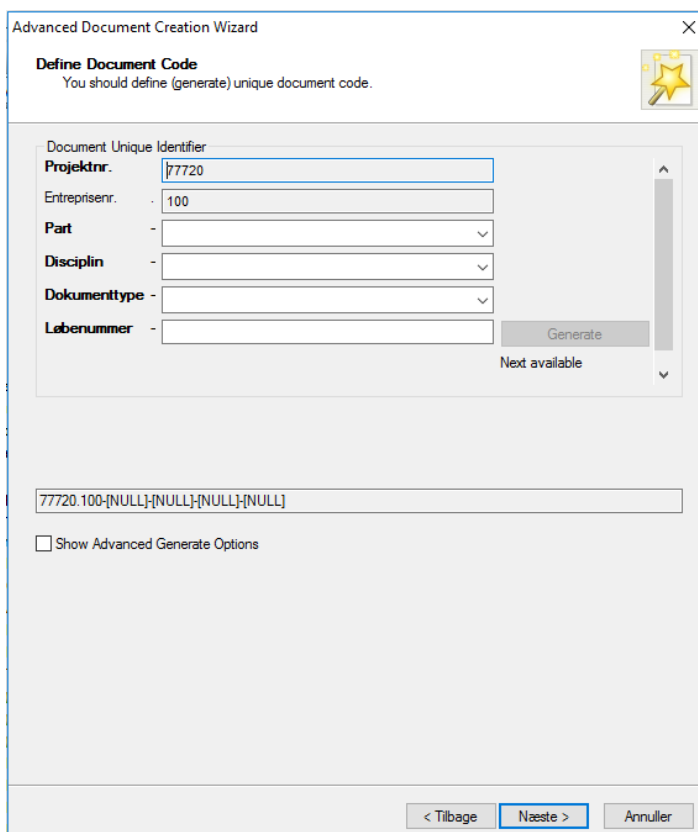 Advanced Document Creation Wizard
Define Document Code
You should define (generate) unique document code.
Document Unique Identifier
Projektnr. 77720
Entreprisenr. . 100
Part -
Disciplin -
Dokumenttype -
Løbenummer - Generate
Next available
77720.100-[NULL]-[NULL]-[NULL]-[NULL]
Show Advanced Generate Options
< Tilbage Næste > Annuller